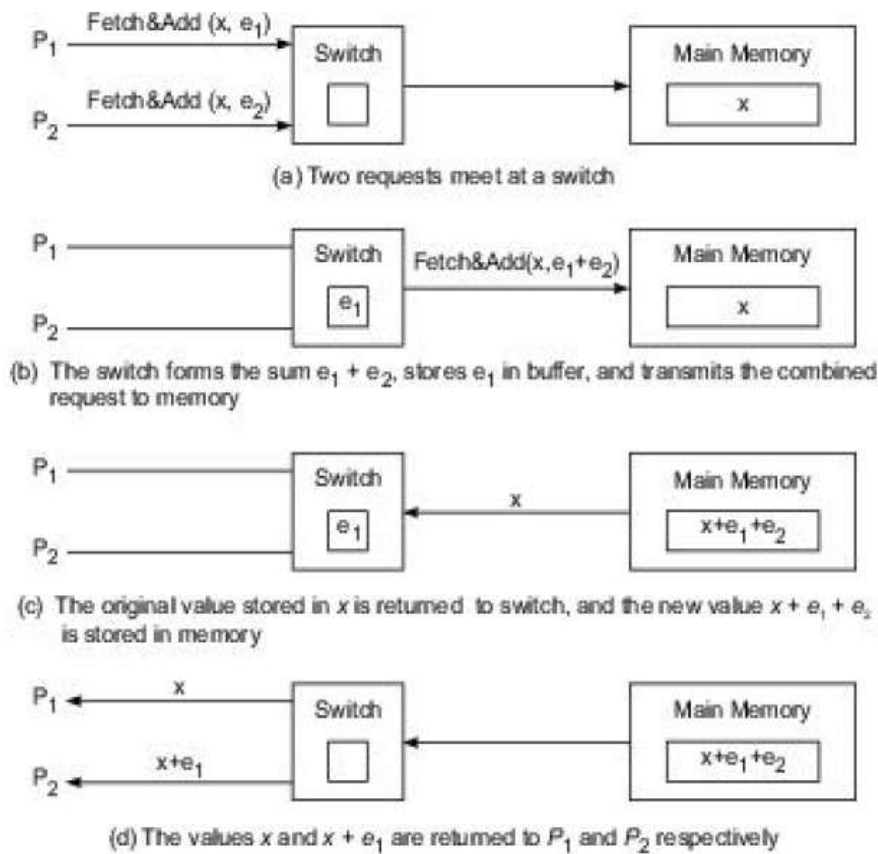 P₁ Fetch&Add (x, e₁) Switch Main Memory
P₂ Fetch&Add (x, e₂) x
(a) Two requests meet at a switch
P₁ Switch Fetch&Add(x,e₁+e₂) Main Memory
P₂ e₁ x
(b) The switch forms the sum e₁ + e₂, stores e₁ in buffer, and transmits the combined
request to memory
P₁ Switch x Main Memory
P₂ e₁ x+e₁+e₂
(c) The original value stored in x is returned to switch, and the new value x + e₁ + e₂
is stored in memory
P₁ x Switch Main Memory
P₂ x+e₁ x+e₁+e₂
(d) The values x and x + e₁ are returned to P₁ and P₂ respectively